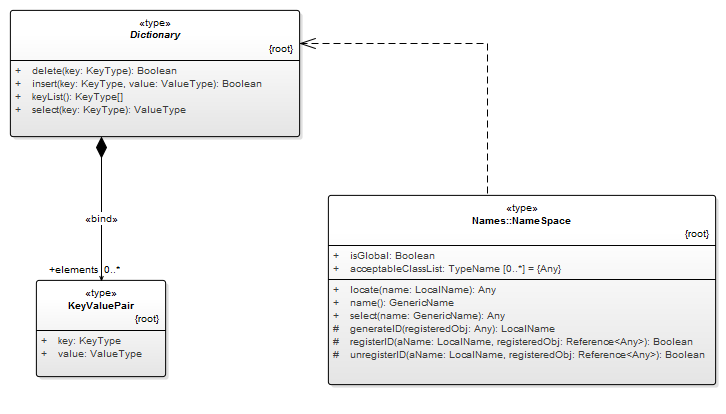 «type»
Dictionary
{root}
+ delete(key: KeyType): Boolean
+ insert(key: KeyType, value: ValueType): Boolean
+ keyList(): KeyType[]
+ select(key: KeyType): ValueType
«bind»
+elements 0..*
«type»
KeyValuePair
{root}
+ key: KeyType
+ value: ValueType
«type»
Names::NameSpace
{root}
+ isGlobal: Boolean
+ acceptableClassList: TypeName [0..*] = {Any}
+ locate(name: LocalName): Any
+ name(): GenericName
+ select(name: GenericName): Any
# generateID(registeredObj: Any): LocalName
# registerID(aName: LocalName, registeredObj: Reference<Any>): Boolean
# unregisterID(aName: LocalName, registeredObj: Reference<Any>): Boolean